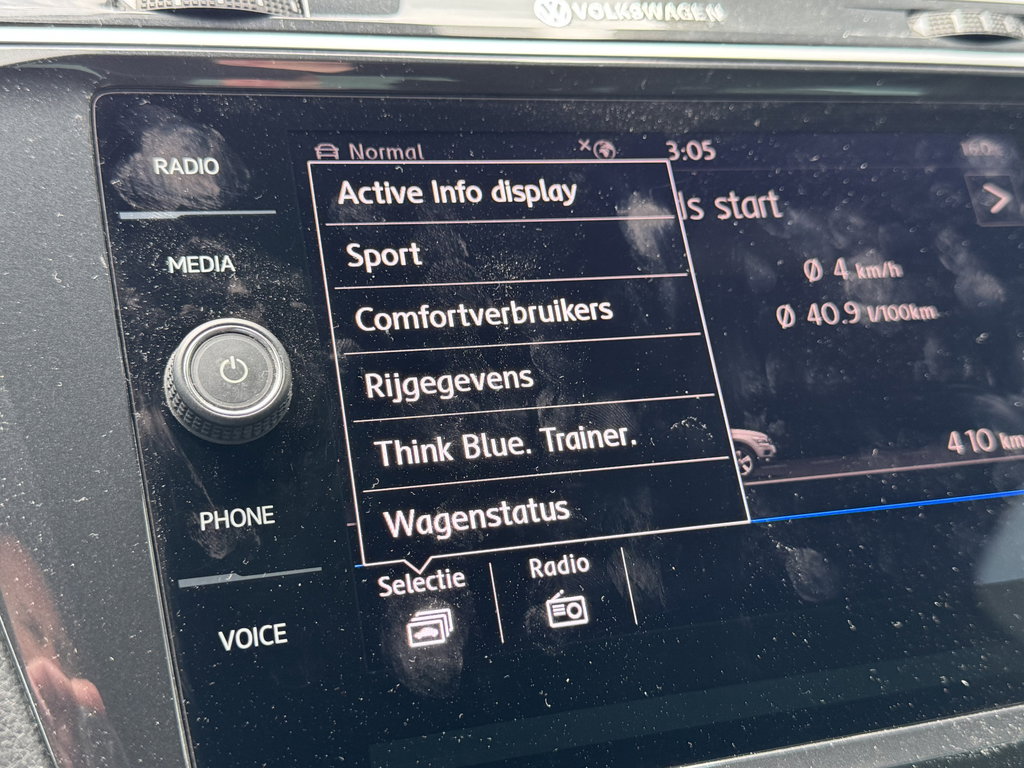 VOLKSWAGEN
RADIO
MEDIA
PHONE
VOICE
Normal
3:05
Active Info display
Sport
Comfortverbruikers
Rijgegevens
Think Blue. Trainer.
Wagenstatus
ls start
Ø 4 km/h
Ø 40.9 l/100km
410 km
Selectie
Radio